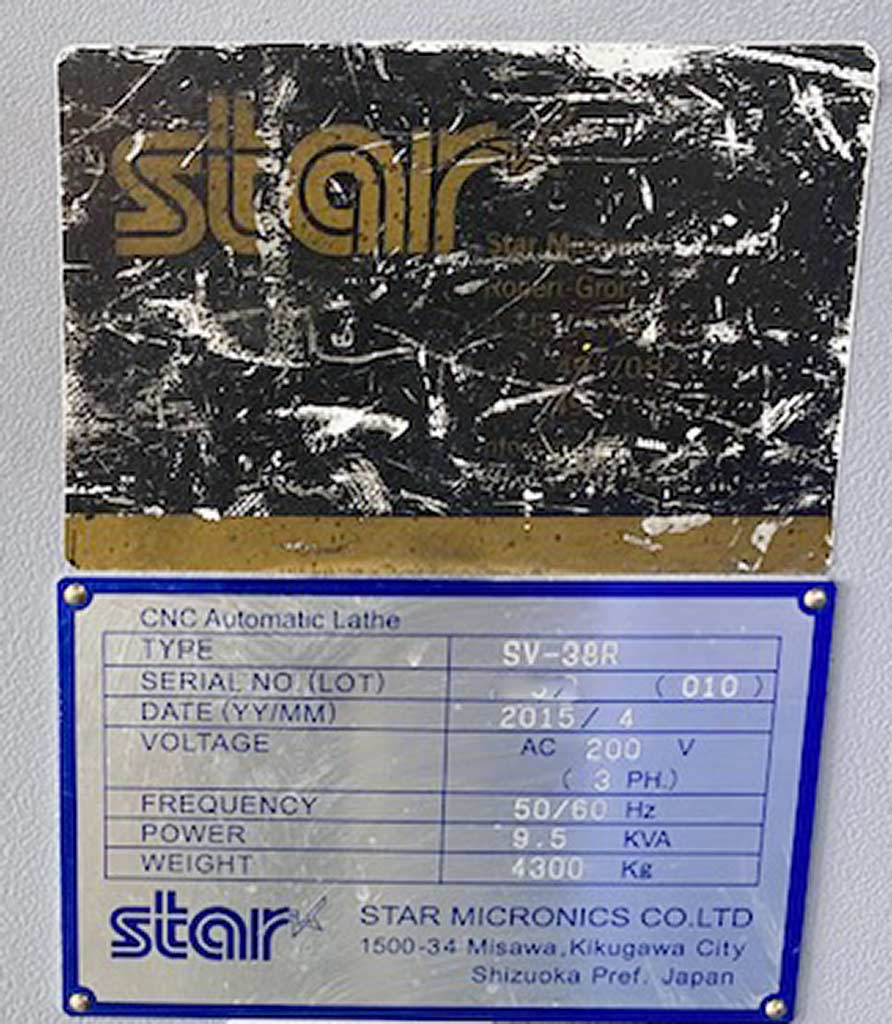 star
Star Micronics
Robert-Gro
CNC Automatic Lathe
TYPE SV-38R
SERIAL NO. (LOT) (010)
DATE (YY/MM) 2015/ 4
VOLTAGE AC 200 V
(3 PH.)
FREQUENCY 50/60 Hz
POWER 9.5 KVA
WEIGHT 4300 Kg
star STAR MICRONICS CO.LTD
1500-34 Misawa,Kikugawa City
Shizuoka Pref. Japan